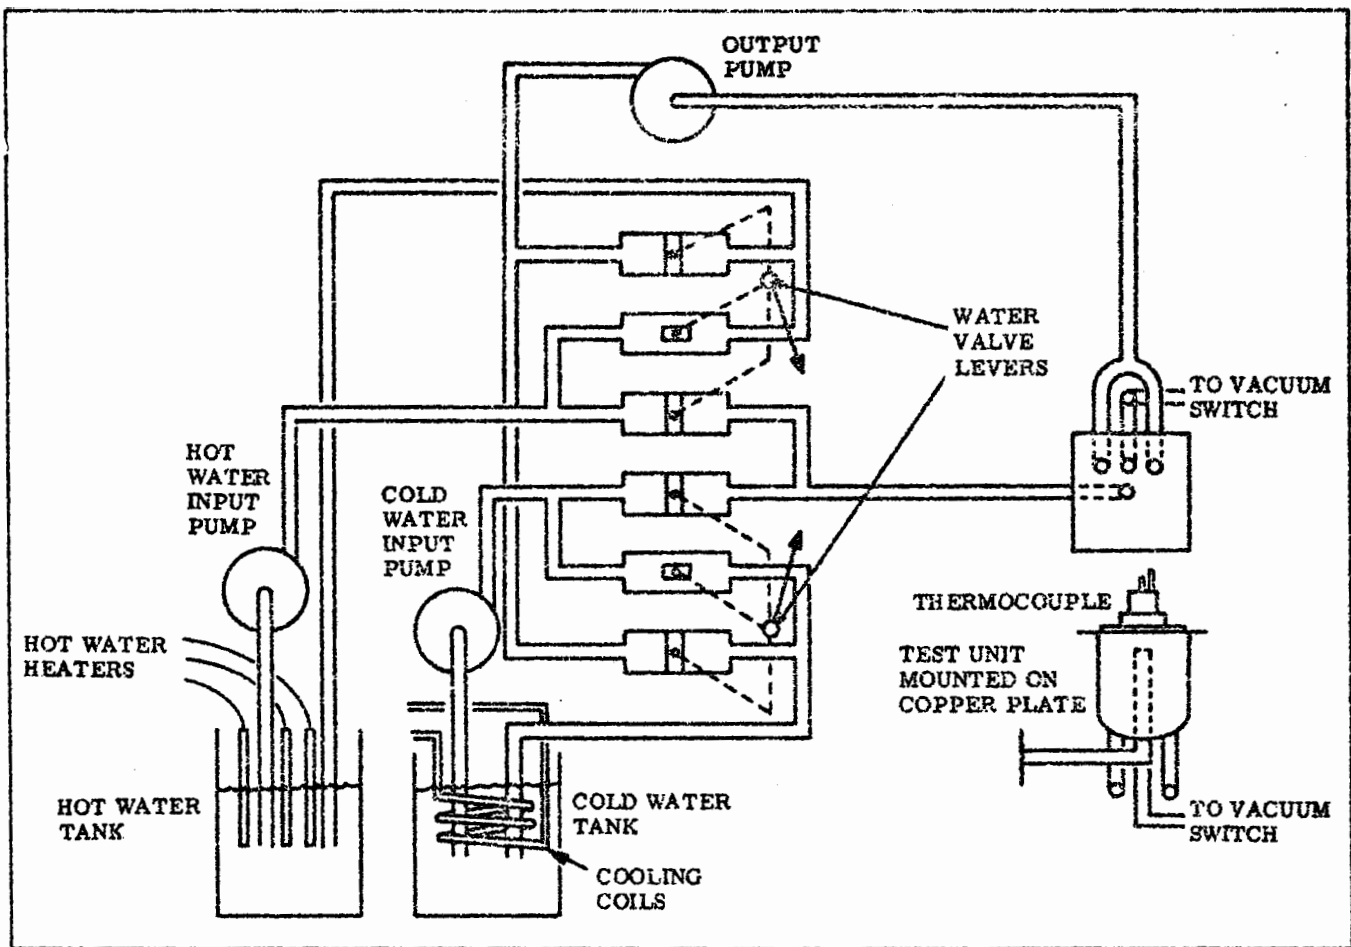 OUTPUT
PUMP
WATER
VALVE
LEVERS
TO VACUUM
SWITCH
HOT
WATER
INPUT
PUMP
COLD
WATER
INPUT
PUMP
THERMOCOUPLE
HOT WATER
HEATERS
TEST UNIT
MOUNTED ON
COPPER PLATE
HOT WATER
TANK
COLD WATER
TANK
TO VACUUM
SWITCH
COOLING
COILS